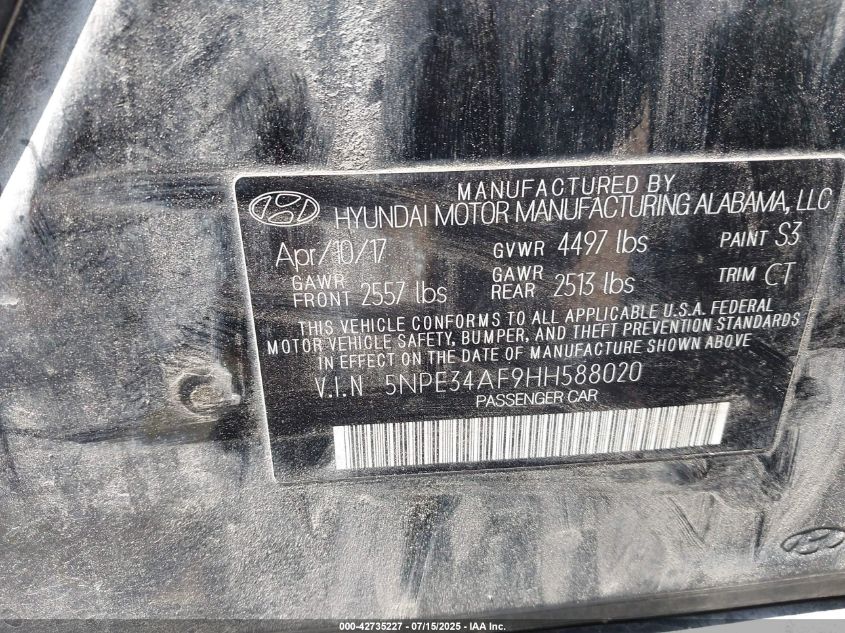 MANUFACTURED BY
HYUNDAI MOTOR MANUFACTURING ALABAMA, LLC
Apr/10/17 GVWR 4497 lbs PAINT S3
GAWR FRONT 2557 lbs GAWR REAR 2513 lbs TRIM CT
THIS VEHICLE CONFORMS TO ALL APPLICABLE U.S.A. FEDERAL
MOTOR VEHICLE SAFETY, BUMPER, AND THEFT PREVENTION STANDARDS
IN EFFECT ON THE DATE OF MANUFACTURE SHOWN ABOVE
V.I.N 5NPE34AF9HH588020
PASSENGER CAR
000-42735227 - 07/15/2025 - IAA Inc.